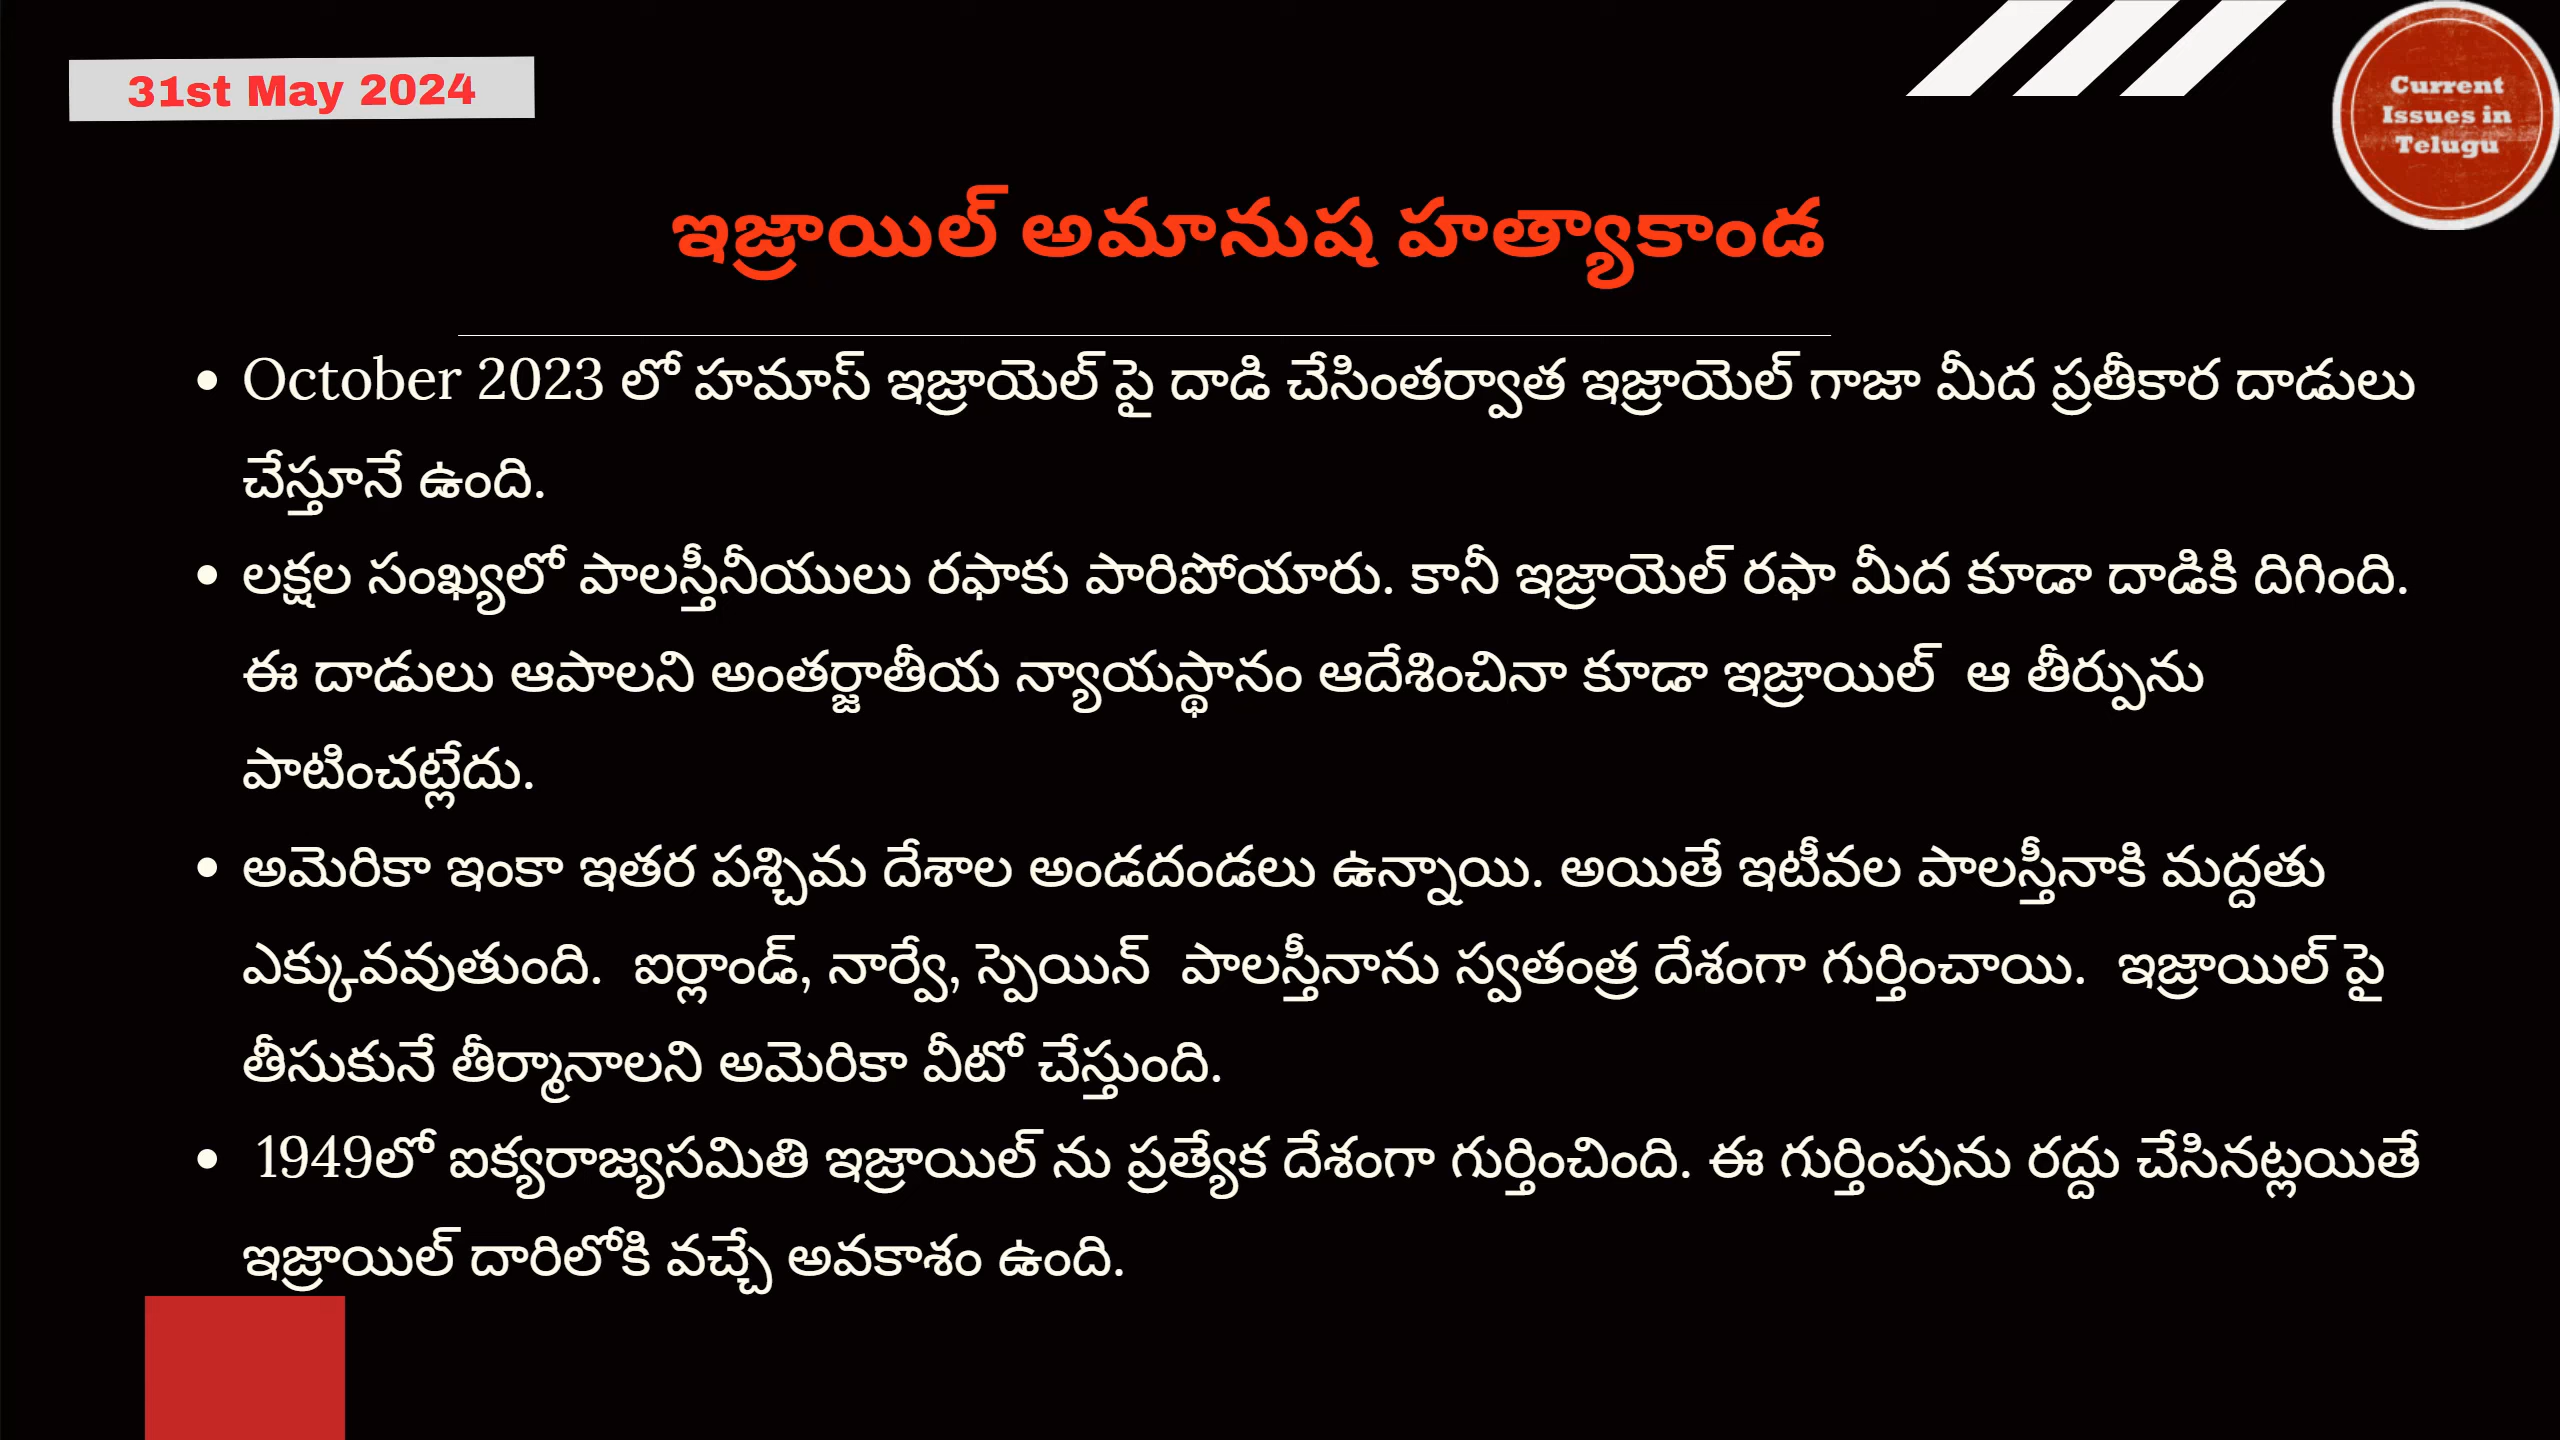 31st May 2024
Current
Issues in
Telugu
ఇజ్రాయిల్ అమానుష హత్యాకాండ
• October 2023 లో హమాస్ ఇజ్రాయెల్ పై దాడి చేసింతర్వాత ఇజ్రాయెల్ గాజా మీద ప్రతీకార దాడులు
చేస్తూనే ఉంది.
• లక్షల సంఖ్యలో పాలస్తీనీయులు రఫాకు పారిపోయారు. కానీ ఇజ్రాయెల్ రఫా మీద కూడా దాడికి దిగింది.
ఈ దాడులు ఆపాలని అంతర్జాతీయ న్యాయస్థానం ఆదేశించినా కూడా ఇజ్రాయిల్ ఆ తీర్పును
పాటించట్లేదు.
• అమెరికా ఇంకా ఇతర పశ్చిమ దేశాల అండదండలు ఉన్నాయి. అయితే ఇటీవల పాలస్తీనాకి మద్దతు
ఎక్కువవుతుంది. ఐర్లాండ్, నార్వే, స్పెయిన్ పాలస్తీనాను స్వతంత్ర దేశంగా గుర్తించాయి. ఇజ్రాయిల్ పై
తీసుకునే తీర్మానాలని అమెరికా వీటో చేస్తుంది.
• 1949లో ఐక్యరాజ్యసమితి ఇజ్రాయిల్ ను ప్రత్యేక దేశంగా గుర్తించింది. ఈ గుర్తింపును రద్దు చేసినట్లయితే
ఇజ్రాయిల్ దారిలోకి వచ్చే అవకాశం ఉంది.